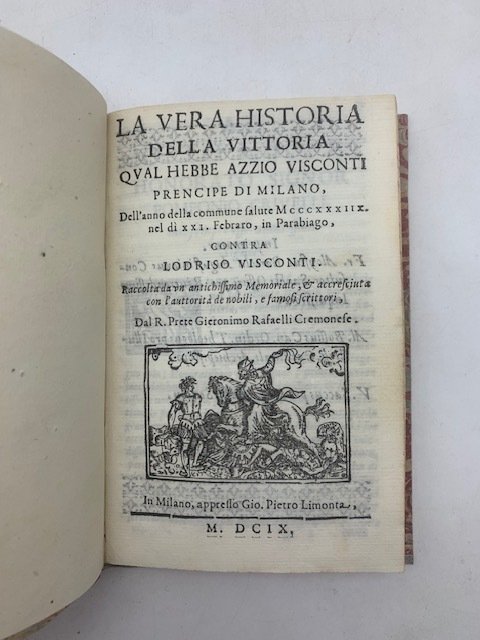 LA VERA HISTORIA
DELLA VITTORIA
QVAL HEBBE AZZIO VISCONTI
PRENCIPE DI MILANO,
Dell'anno della commune salute MCCCXXXIIX.
nel dì XXI. Febraro, in Parabiago,
CONTRA
LODRISO VISCONTI.
Raccolta da vn antichissimo Memoriale, & accresciuta
con l'auttorità de nobili, e famosi scrittori,
Dal R. Prete Gieronimo Rafaelli Cremonese.
In Milano, appresso Gio. Pietro Limonta,
M. DCIX,